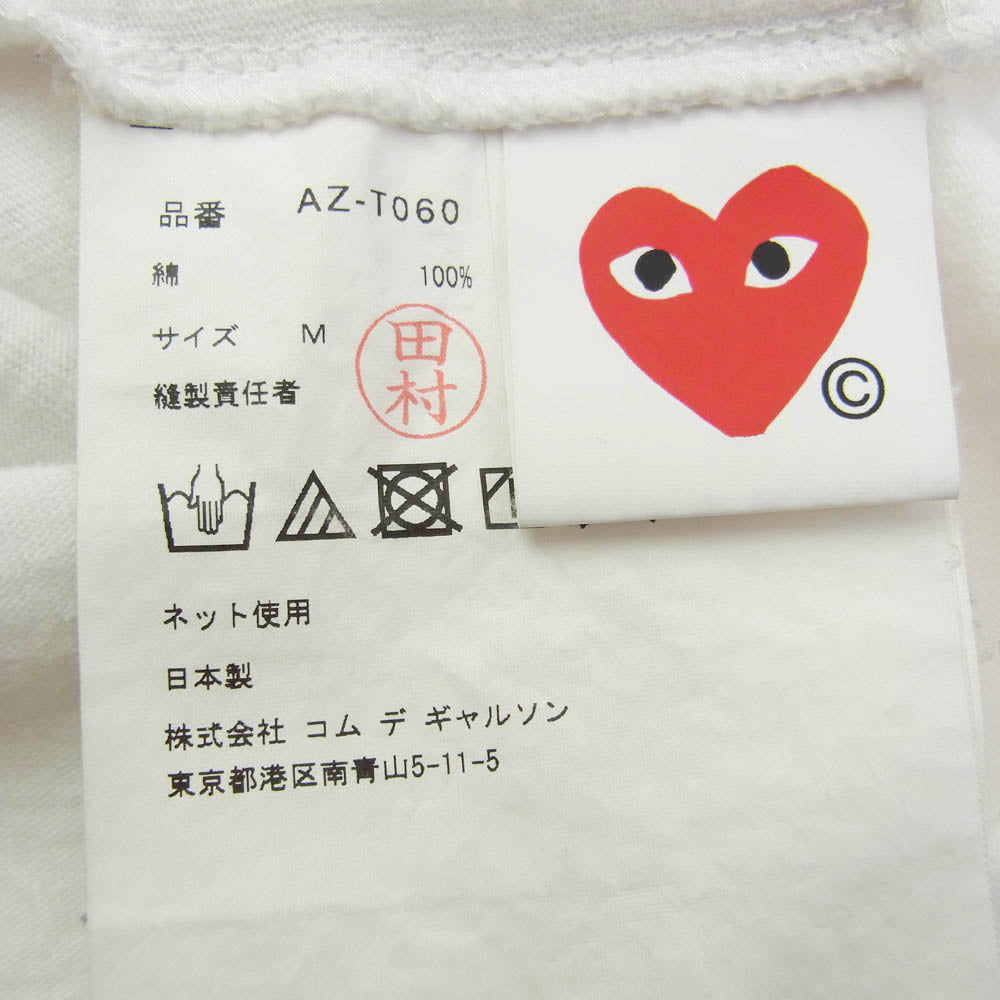 品番 AZ-T060
綿 100%
サイズ M
縫製責任者 田村
©
ネット使用
日本製
株式会社 コム デ ギャルソン
東京都港区南青山5-11-5